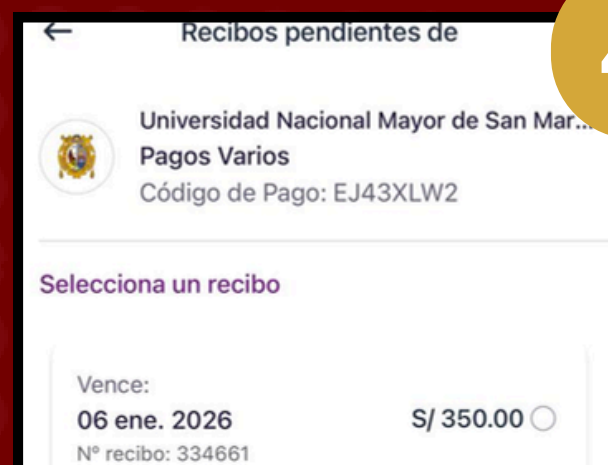 Recibos pendientes de
Universidad Nacional Mayor de San Mar...
Pagos Varios
Código de Pago: EJ43XLW2
Selecciona un recibo
Vence:
06 ene. 2026
S/ 350.00
Nº recibo: 334661